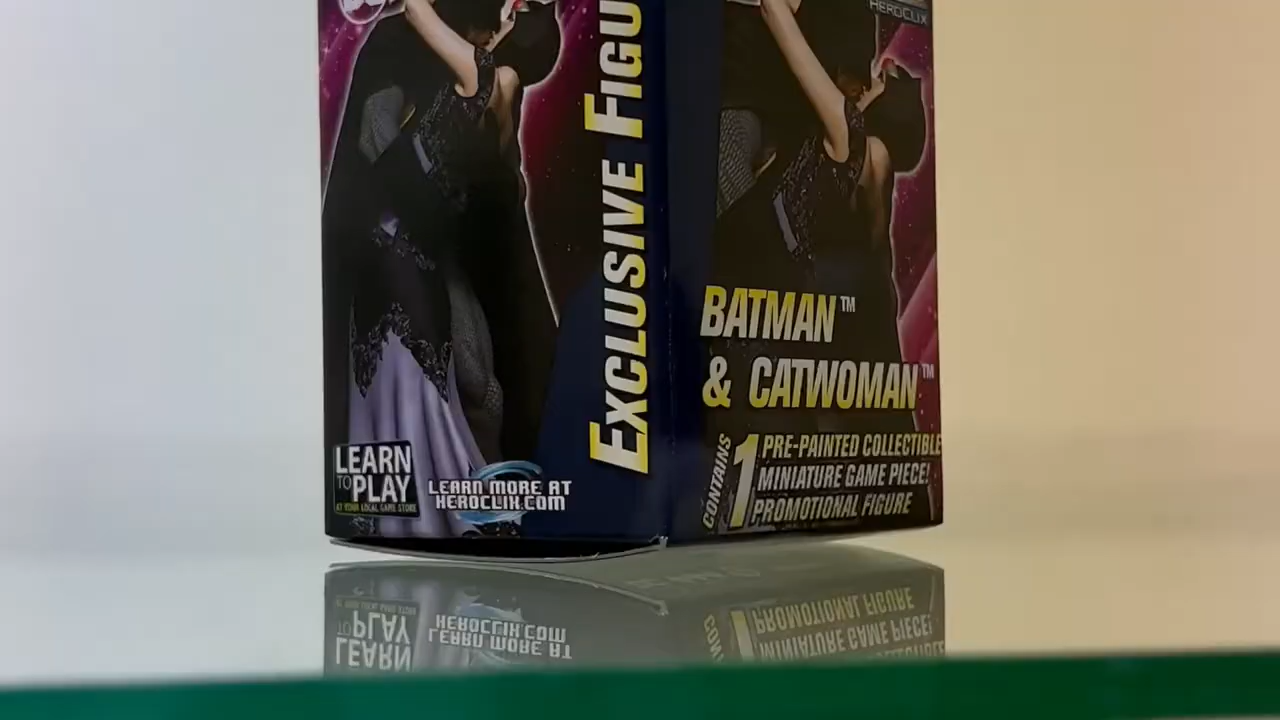 HEROCLIX
EXCLUSIVE FIGU
BATMAN™
& CATWOMAN™
CONTAINS
1
PRE-PAINTED COLLECTIBLE
MINIATURE GAME PIECE!
PROMOTIONAL FIGURE
LEARN
TO PLAY
AT YOUR LOCAL GAME STORE
LEARN MORE AT
HEROCLIX.COM